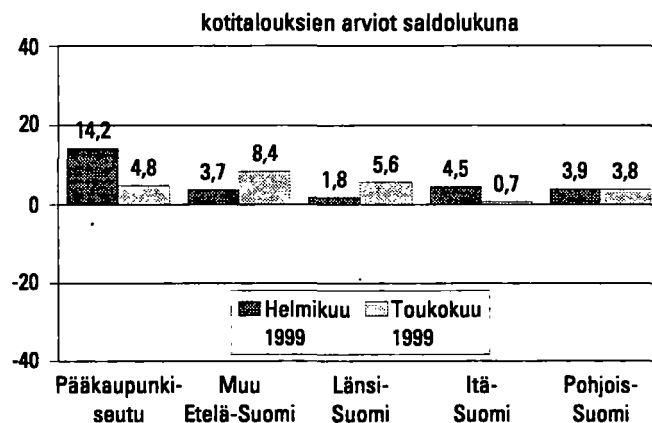 kotitalouksien arviot saldolukuna
40
20
0
-20
-40
14,2
4,8
3,7
8,4
1,8
5,6
4,5
0,7
3,9
3,8
Helmikuu 1999
Toukokuu 1999
Pääkaupunki-
seutu
Muu
Etelä-Suomi
Länsi-
Suomi
Itä-
Suomi
Pohjois-
Suomi